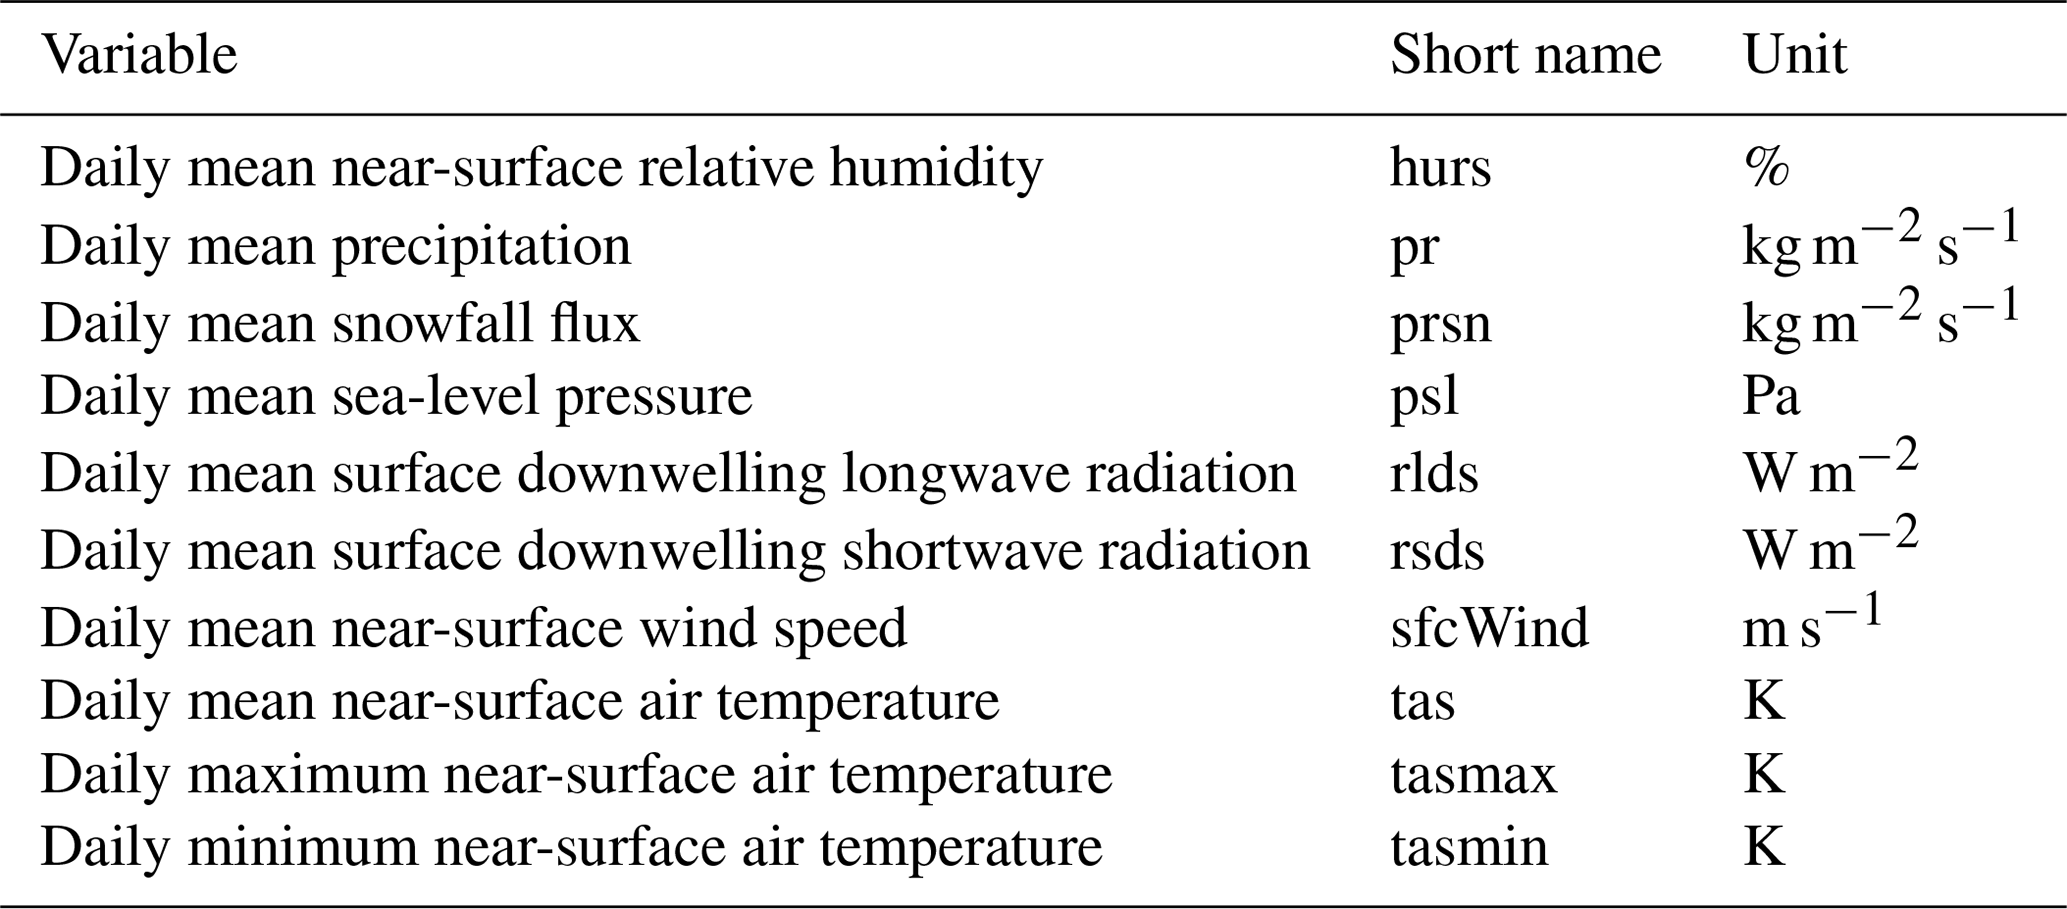 Variable Short name Unit
Daily mean near-surface relative humidity hurs %
Daily mean precipitation pr kg m⁻² s⁻¹
Daily mean snowfall flux prsn kg m⁻² s⁻¹
Daily mean sea-level pressure psl Pa
Daily mean surface downwelling longwave radiation rlds W m⁻²
Daily mean surface downwelling shortwave radiation rsds W m⁻²
Daily mean near-surface wind speed sfcWind m s⁻¹
Daily mean near-surface air temperature tas K
Daily maximum near-surface air temperature tasmax K
Daily minimum near-surface air temperature tasmin K